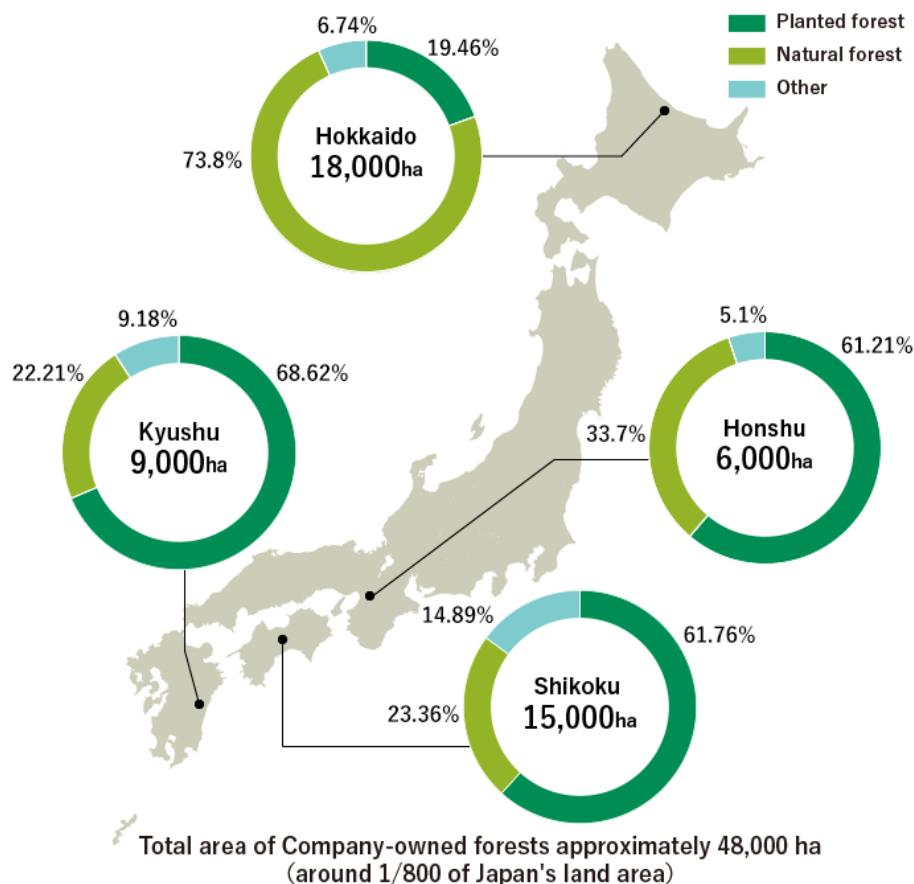 Planted forest
Natural forest
Other
6.74%
19.46%
73.8%
Hokkaido
18,000ha
9.18%
22.21%
68.62%
Kyushu
9,000ha
5.1%
61.21%
33.7%
Honshu
6,000ha
14.89%
61.76%
23.36%
Shikoku
15,000ha
Total area of Company-owned forests approximately 48,000 ha
(around 1/800 of Japan's land area)